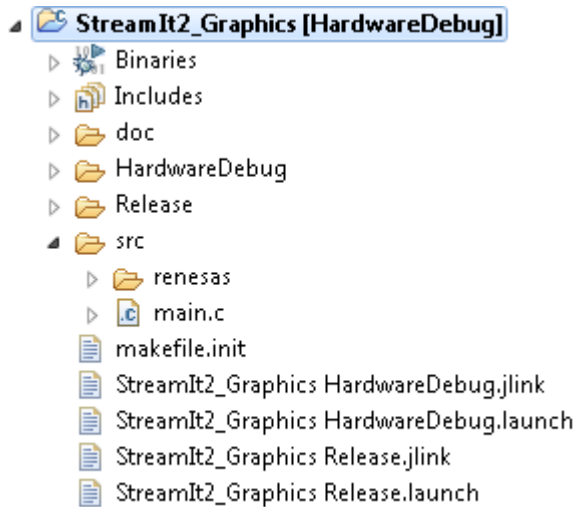 StreamIt2_Graphics [HardwareDebug]
Binaries
Includes
doc
HardwareDebug
Release
src
renesas
main.c
makefile.init
StreamIt2_Graphics HardwareDebug.jlink
StreamIt2_Graphics HardwareDebug.launch
StreamIt2_Graphics Release.jlink
StreamIt2_Graphics Release.launch